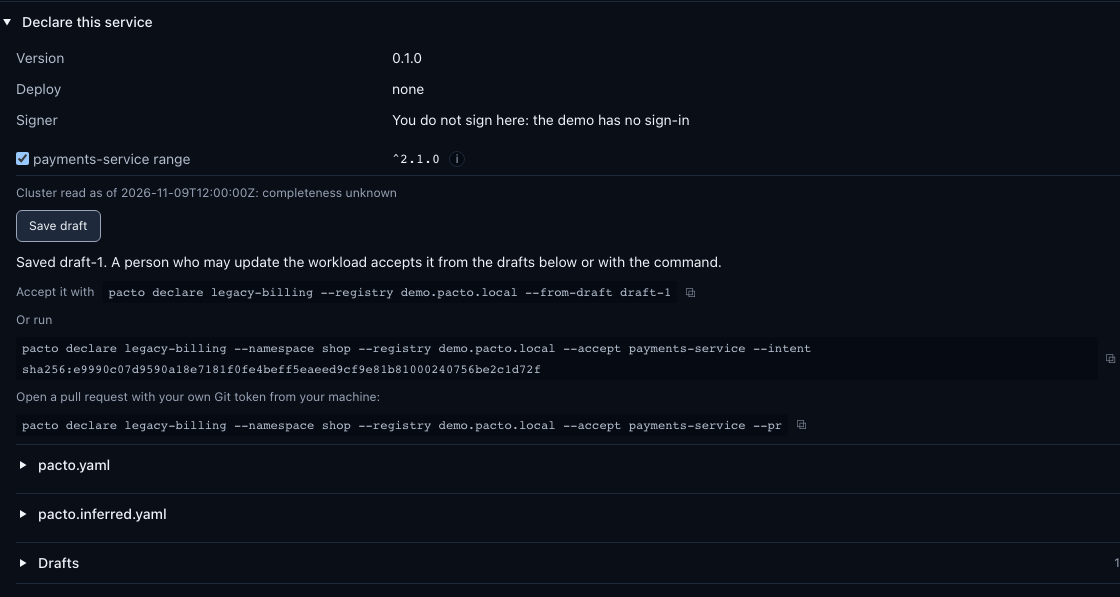 Declare this service
Version 0.1.0
Deploy none
Signer You do not sign here: the demo has no sign-in
payments-service range ^2.1.0
Cluster read as of 2026-11-09T12:00:00Z: completeness unknown
Save draft
Saved draft-1. A person who may update the workload accepts it from the drafts below or with the command.
Accept it with pacto declare legacy-billing --registry demo.pacto.local --from-draft draft-1
Or run
pacto declare legacy-billing --namespace shop --registry demo.pacto.local --accept payments-service --intent
sha256:e9990c07d9590a18e7181f0fe4beff5eaeed9cf9e81b81000240756be2c1d72f
Open a pull request with your own Git token from your machine:
pacto declare legacy-billing --namespace shop --registry demo.pacto.local --accept payments-service --pr
pacto.yaml
pacto.inferred.yaml
Drafts 1